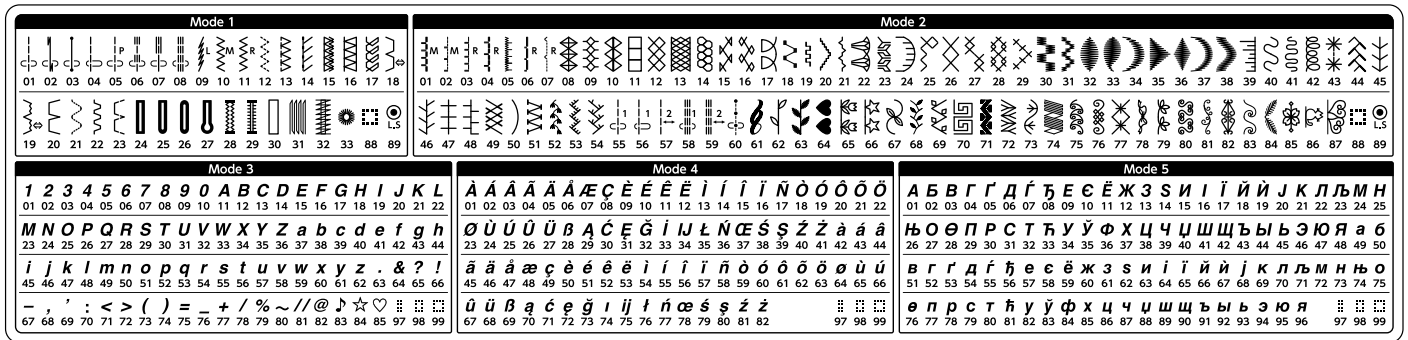 Mode 1
P L M R
01 02 03 04 05 06 07 08 09 10 11 12 13 14 15 16 17 18
L.S
19 20 21 22 23 24 25 26 27 28 29 30 31 32 33 88 89
Mode 2
M M R R R R
01 02 03 04 05 06 07 08 09 10 11 12 13 14 15 16 17 18 19 20 21 22 23 24 25 26 27 28 29 30 31 32 33 34 35 36 37 38 39 40 41 42 43 44 45
1 1 2 1 2 L.S
46 47 48 49 50 51 52 53 54 55 56 57 58 59 60 61 62 63 64 65 66 67 68 69 70 71 72 73 74 75 76 77 78 79 80 81 82 83 84 85 86 87 88 89
Mode 3
1 2 3 4 5 6 7 8 9 0 A B C D E F G H I J K L
01 02 03 04 05 06 07 08 09 10 11 12 13 14 15 16 17 18 19 20 21 22
M N O P Q R S T U V W X Y Z a b c d e f g h
23 24 25 26 27 28 29 30 31 32 33 34 35 36 37 38 39 40 41 42 43 44
i j k l m n o p q r s t u v w x y z . & ? !
45 46 47 48 49 50 51 52 53 54 55 56 57 58 59 60 61 62 63 64 65 66
– , ' : < > ( ) = _ + / % ~ // @ ♪ ☆ ♡
67 68 69 70 71 72 73 74 75 76 77 78 79 80 81 82 83 84 85 97 98 99
Mode 4
À Á Â Ã Ä Å Æ Ç È É Ê Ë Ì Í Î Ï Ñ Ò Ó Ô Õ Ö
01 02 03 04 05 06 07 08 09 10 11 12 13 14 15 16 17 18 19 20 21 22
Ø Ù Ú Û Ü ß Ą Ć Ę Ğ İ IJ Ł Ń Œ Ś Ş Ź Ż à á â
23 24 25 26 27 28 29 30 31 32 33 34 35 36 37 38 39 40 41 42 43 44
ã ä å æ ç è é ê ë ì í î ï ñ ò ó ô õ ö ø ù ú
45 46 47 48 49 50 51 52 53 54 55 56 57 58 59 60 61 62 63 64 65 66
û ü ß ą ć ę ğ ı ij ł ń œ ś ş ź ż
67 68 69 70 71 72 73 74 75 76 77 78 79 80 81 82 97 98 99
Mode 5
А Б В Г Ґ Д Ѓ Ђ Е Є Ё Ж З Ѕ И І Ї Й Ѝ Ј К Л Љ М Н
01 02 03 04 05 06 07 08 09 10 11 12 13 14 15 16 17 18 19 20 21 22 23 24 25
Њ О Ө П Р С Т Ћ У Ў Ф Х Ц Ч Џ Ш Щ Ъ Ы Ь Э Ю Я а б
26 27 28 29 30 31 32 33 34 35 36 37 38 39 40 41 42 43 44 45 46 47 48 49 50
в г ґ д ѓ ђ е є ё ж з ѕ и і ї й ѝ ј к л љ м н њ о
51 52 53 54 55 56 57 58 59 60 61 62 63 64 65 66 67 68 69 70 71 72 73 74 75
ө п р с т ћ у ў ф х ц ч џ ш щ ъ ы ь э ю я
76 77 78 79 80 81 82 83 84 85 86 87 88 89 90 91 92 93 94 95 96 97 98 99